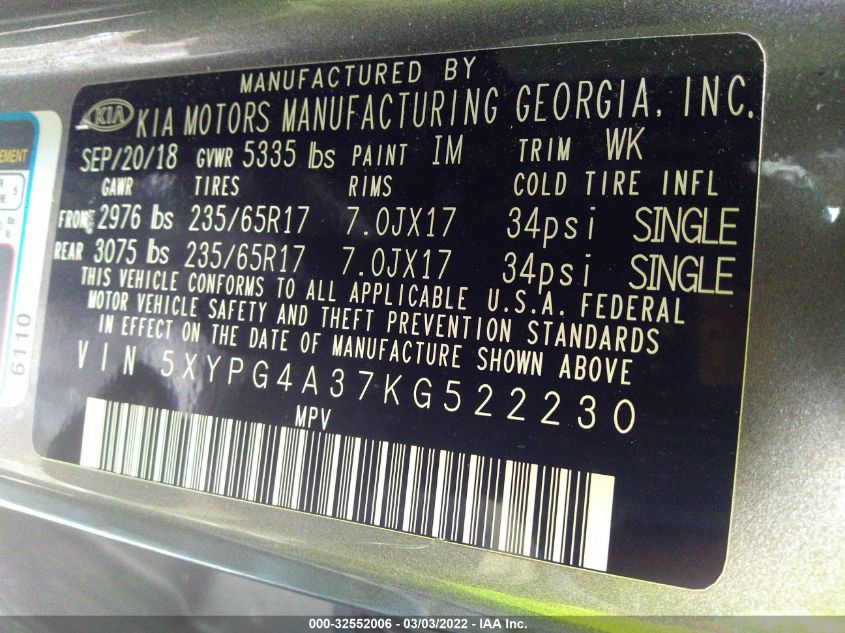 MANUFACTURED BY
KIA KIA MOTORS MANUFACTURING GEORGIA, INC.
SEP/20/18 GVWR 5335 lbs PAINT IM TRIM WK
GAWR TIRES RIMS COLD TIRE INFL
FRONT 2976 lbs 235/65R17 7.0JX17 34psi SINGLE
REAR 3075 lbs 235/65R17 7.0JX17 34psi SINGLE
THIS VEHICLE CONFORMS TO ALL APPLICABLE U.S.A. FEDERAL
MOTOR VEHICLE SAFETY AND THEFT PREVENTION STANDARDS
IN EFFECT ON THE DATE OF MANUFACTURE SHOWN ABOVE
VIN 5XYPG4A37KG522230
MPV
6110
000-32552006 - 03/03/2022 - IAA Inc.